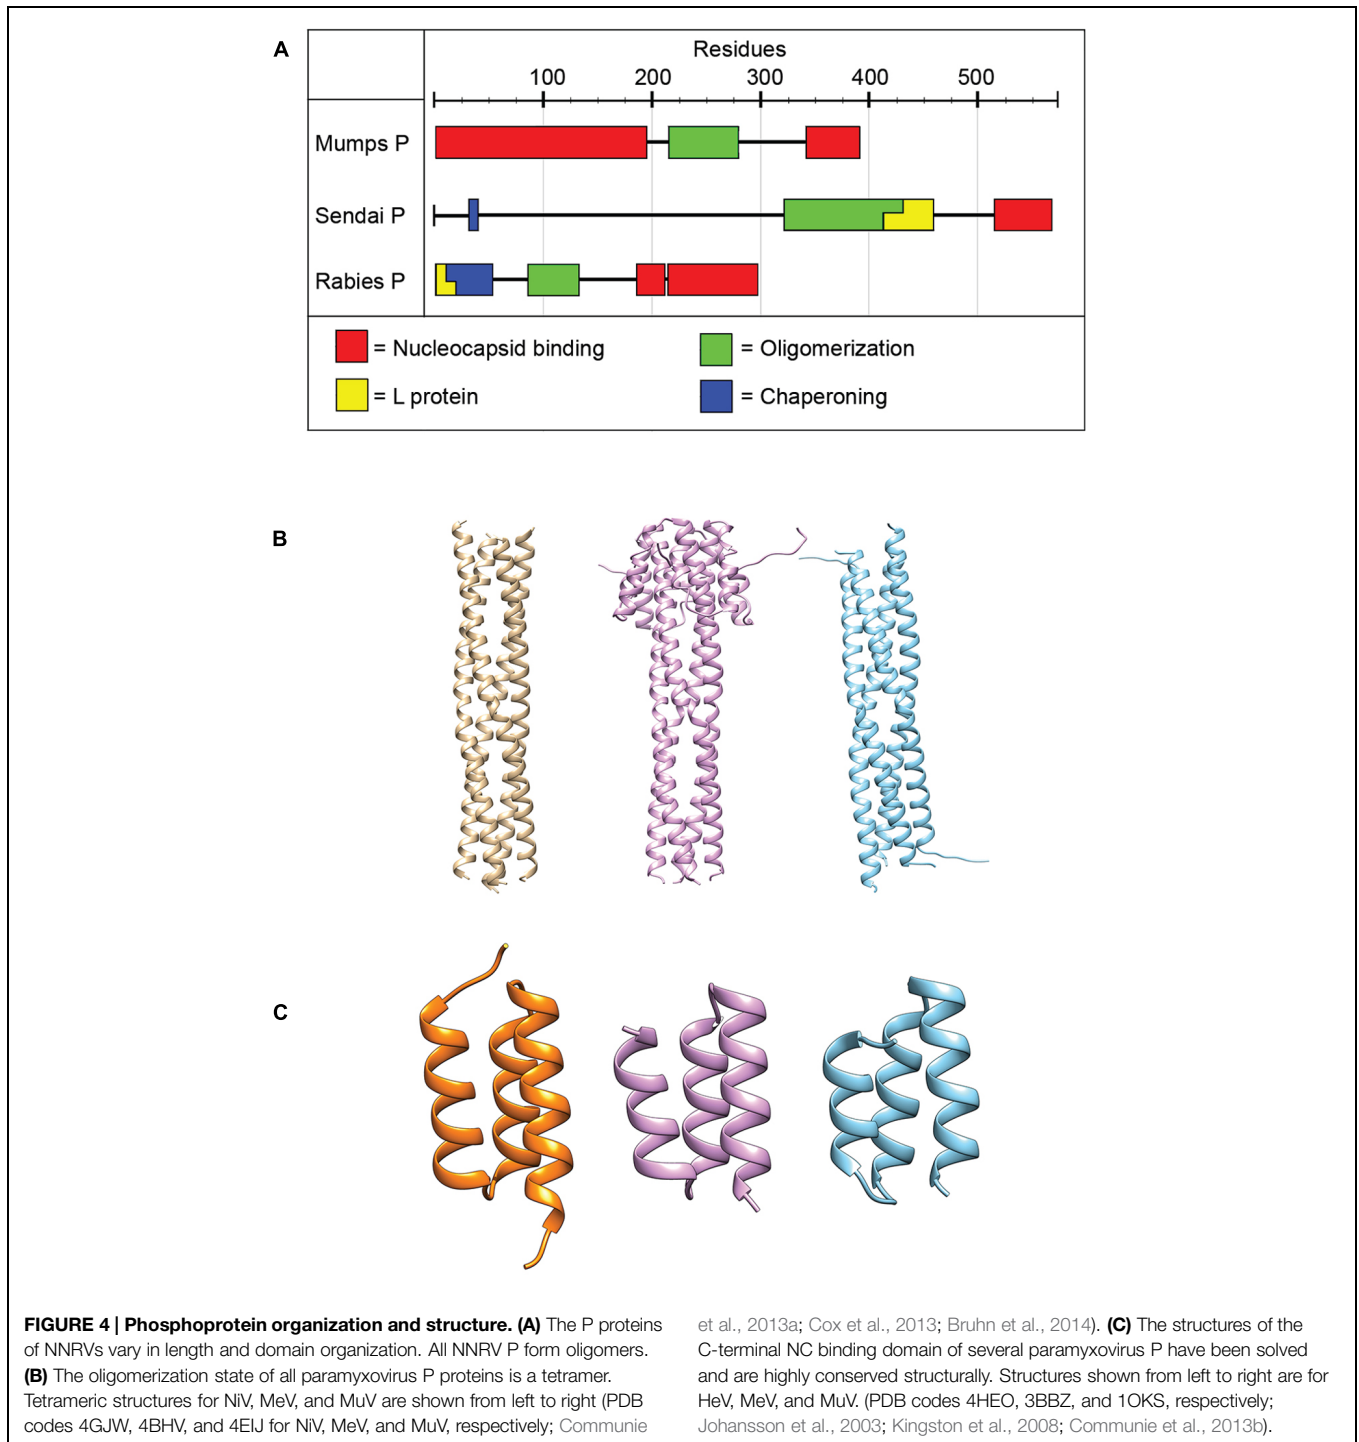 A
Residues
100 200 300 400 500
Mumps P
Sendai P
Rabies P
= Nucleocapsid binding
= Oligomerization
= L protein
= Chaperoning
B
C
FIGURE 4 | Phosphoprotein organization and structure. (A) The P proteins
of NNRVs vary in length and domain organization. All NNRV P form oligomers.
(B) The oligomerization state of all paramyxovirus P proteins is a tetramer.
Tetrameric structures for NiV, MeV, and MuV are shown from left to right (PDB
codes 4GJW, 4BHV, and 4EIJ for NiV, MeV, and MuV, respectively; Communie
et al., 2013a; Cox et al., 2013; Bruhn et al., 2014). (C) The structures of the
C-terminal NC binding domain of several paramyxovirus P have been solved
and are highly conserved structurally. Structures shown from left to right are for
HeV, MeV, and MuV. (PDB codes 4HEO, 3BBZ, and 1OKS, respectively;
Johansson et al., 2003; Kingston et al., 2008; Communie et al., 2013b).